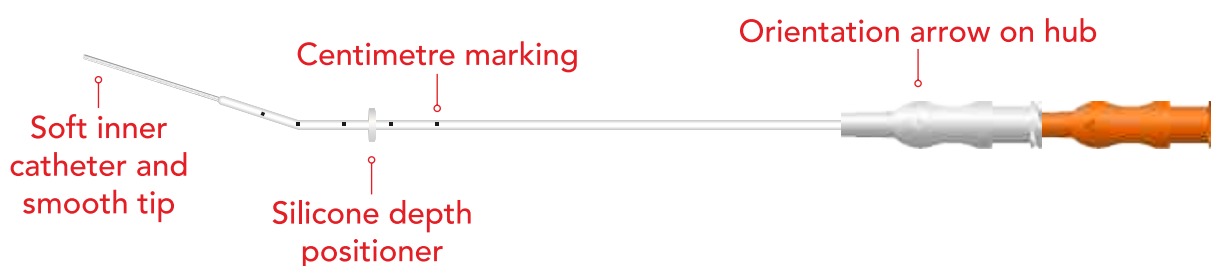 Orientation arrow on hub
Centimetre marking
Soft inner
catheter and
smooth tip
Silicone depth
positioner